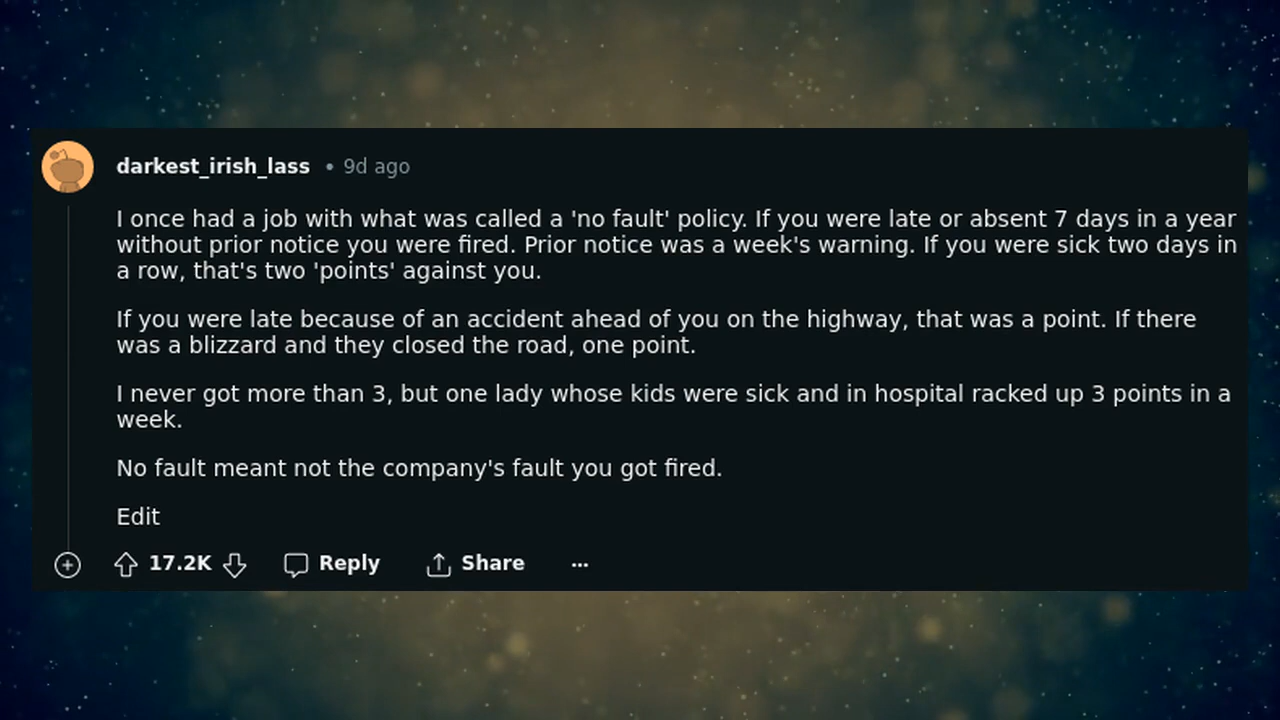 darkest_irish_lass • 9d ago
I once had a job with what was called a 'no fault' policy. If you were late or absent 7 days in a year
without prior notice you were fired. Prior notice was a week's warning. If you were sick two days in
a row, that's two 'points' against you.
If you were late because of an accident ahead of you on the highway, that was a point. If there
was a blizzard and they closed the road, one point.
I never got more than 3, but one lady whose kids were sick and in hospital racked up 3 points in a
week.
No fault meant not the company's fault you got fired.
Edit
17.2K Reply Share ···